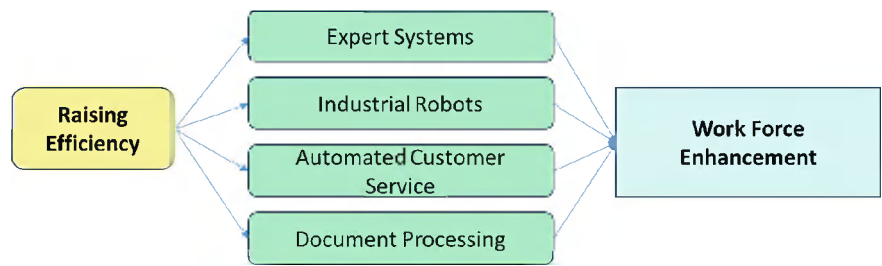 Raising
Efficiency
Expert Systems
Industrial Robots
Automated Customer
Service
Document Processing
Work Force
Enhancement